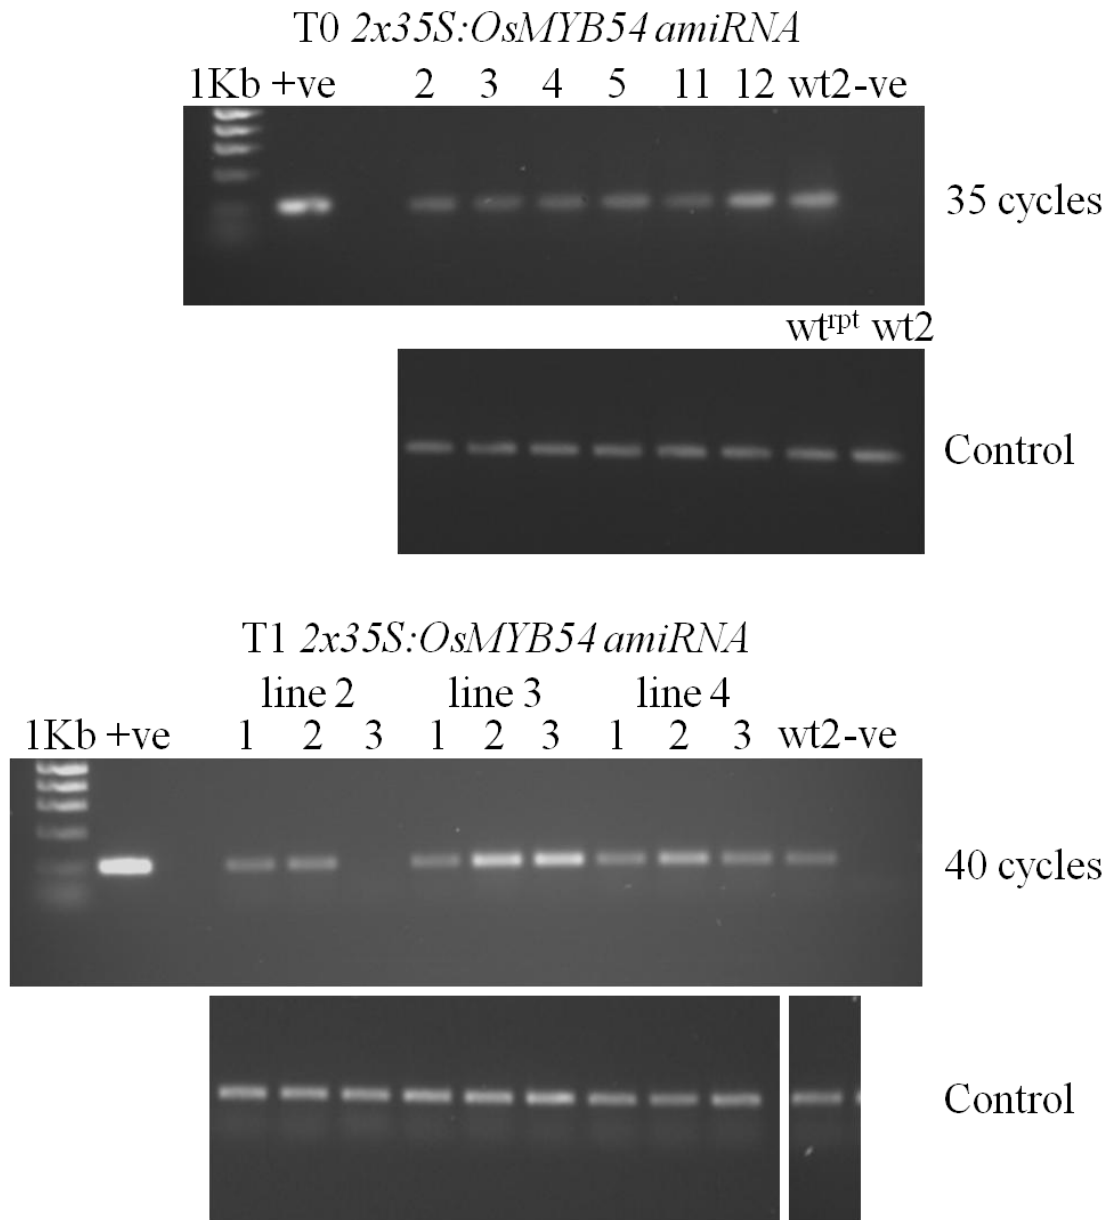 T0 2x35S:OsMYB54 amiRNA
1Kb +ve 2 3 4 5 11 12 wt2 -ve
35 cycles
wtrpt wt2
Control
T1 2x35S:OsMYB54 amiRNA
line 2 line 3 line 4
1Kb +ve 1 2 3 1 2 3 1 2 3 wt2 -ve
40 cycles
Control